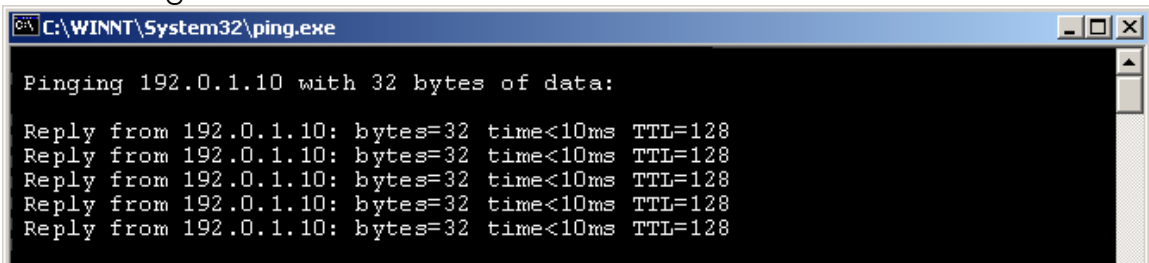 C:\WINNT\System32\ping.exe
Pinging 192.0.1.10 with 32 bytes of data:
Reply from 192.0.1.10: bytes=32 time<10ms TTL=128
Reply from 192.0.1.10: bytes=32 time<10ms TTL=128
Reply from 192.0.1.10: bytes=32 time<10ms TTL=128
Reply from 192.0.1.10: bytes=32 time<10ms TTL=128
Reply from 192.0.1.10: bytes=32 time<10ms TTL=128